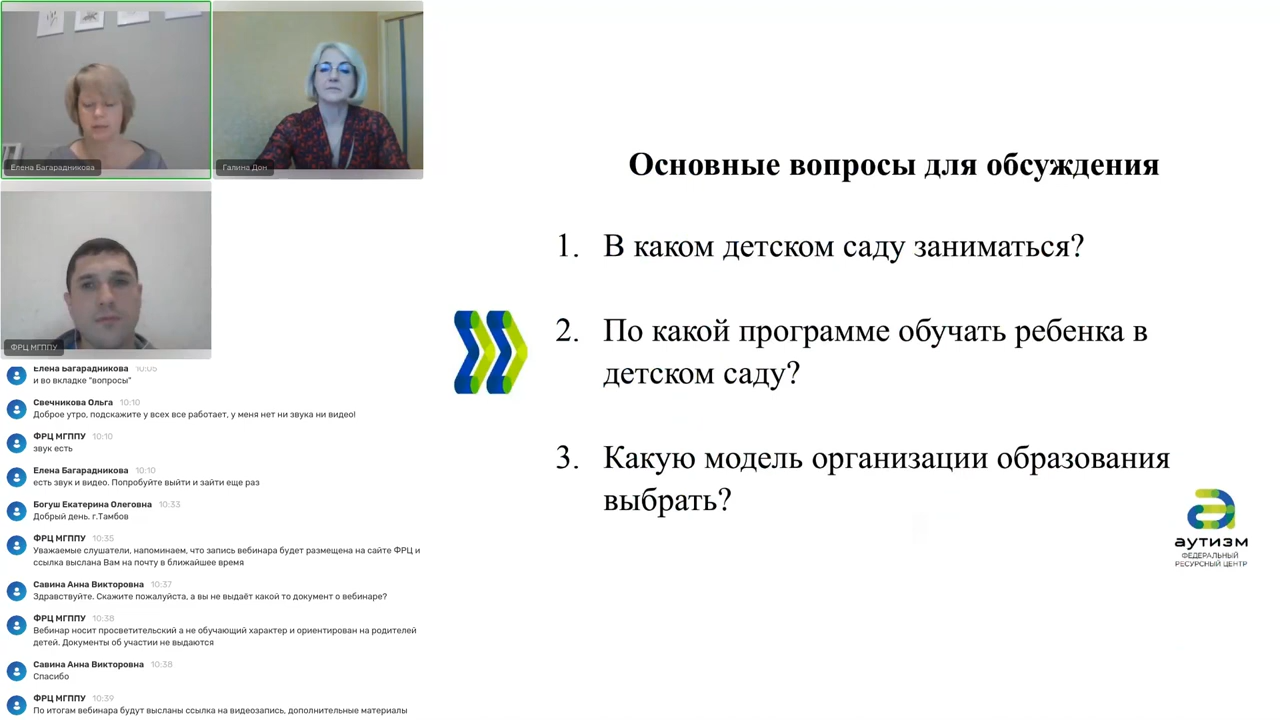 Елена Багарадникова
Галина Дон
ФРЦ МГППУ
Елена Багарадникова 10:05
и во вкладке "вопросы"
Свечникова Ольга 10:10
Доброе утро, подскажите у всех все работает, у меня нет ни звука ни видео!
ФРЦ МГППУ 10:10
звук есть
Елена Багарадникова 10:10
есть звук и видео. Попробуйте выйти и зайти еще раз
Богуш Екатерина Олеговна 10:33
Добрый день. г.Тамбов
ФРЦ МГППУ 10:35
Уважаемые слушатели, напоминаем, что запись вебинара будет размещена на сайте ФРЦ и
ссылка выслана Вам на почту в ближайшее время
Савина Анна Викторовна 10:37
Здравствуйте. Скажите пожалуйста, а вы не выдаёт какой то документ о вебинаре?
ФРЦ МГППУ 10:38
Вебинар носит просветительский а не обучающий характер и ориентирован на родителей
детей. Документы об участии не выдаются
Савина Анна Викторовна 10:38
Спасибо
ФРЦ МГППУ 10:39
По итогам вебинара будут высланы ссылка на видеозапись, дополнительные материалы
Основные вопросы для обсуждения
1. В каком детском саду заниматься?
2. По какой программе обучать ребенка в
детском саду?
3. Какую модель организации образования
выбрать?
аутизм
ФЕДЕРАЛЬНЫЙ
РЕСУРСНЫЙ ЦЕНТР